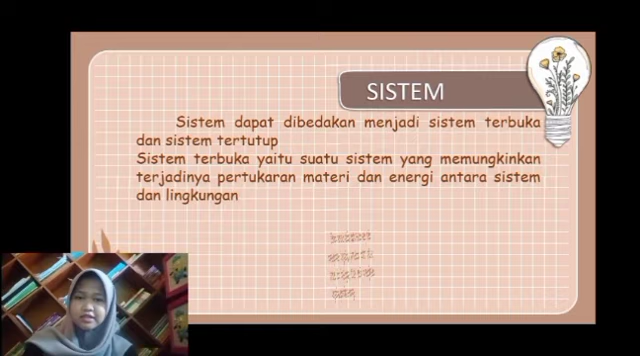 SISTEM
Sistem dapat dibedakan menjadi sistem terbuka
dan sistem tertutup
Sistem terbuka yaitu suatu sistem yang memungkinkan
terjadinya pertukaran materi dan energi antara sistem
dan lingkungan